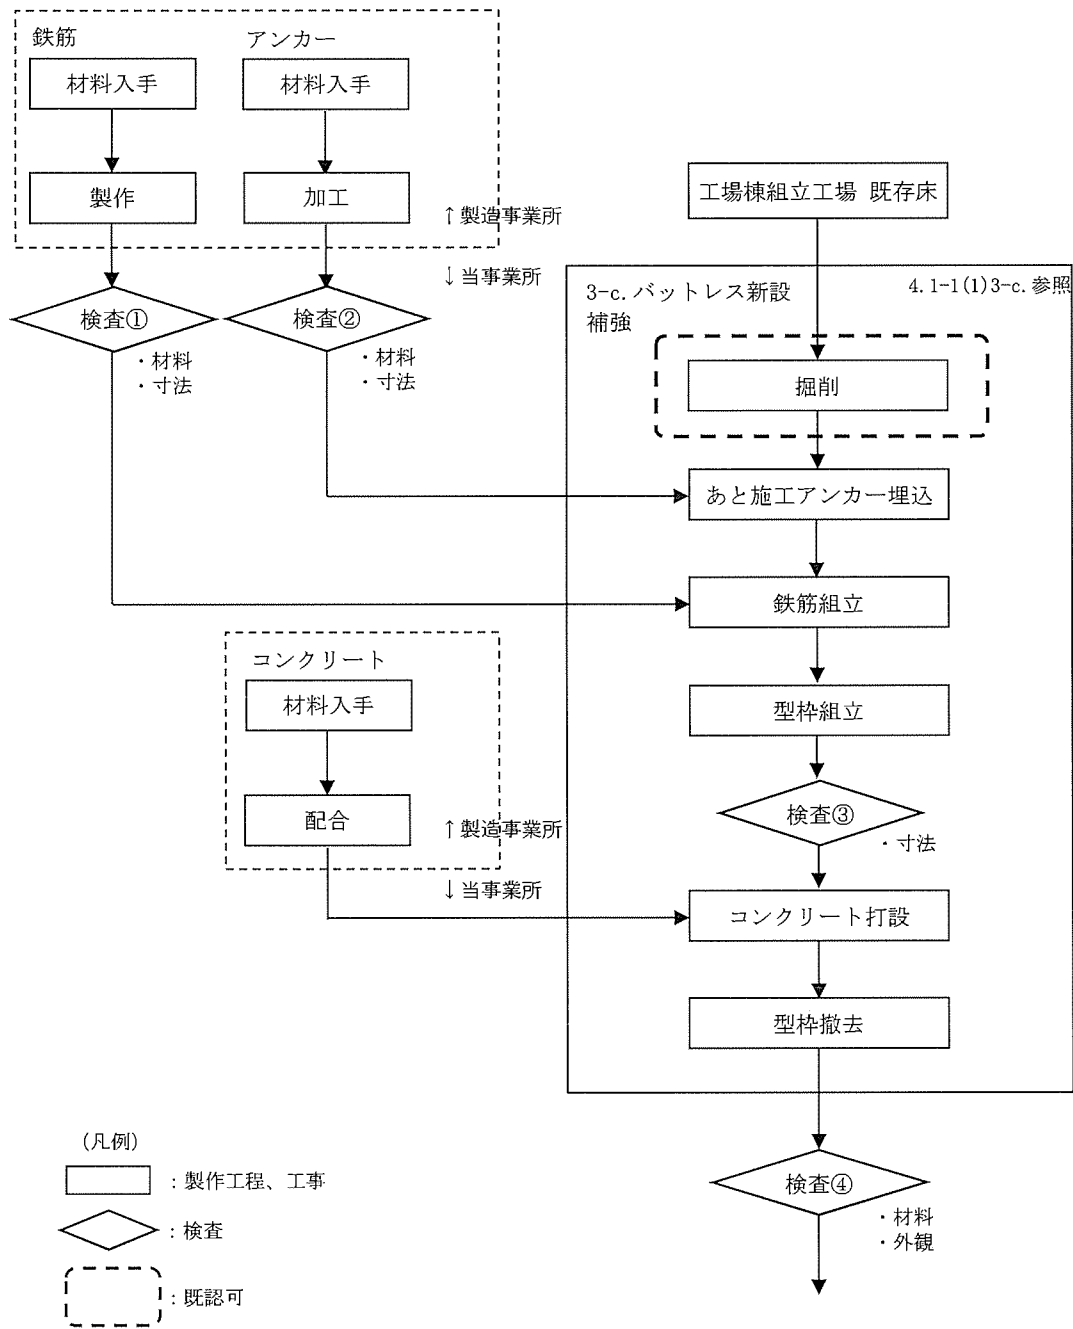 鉄筋
アンカー
材料入手
材料入手
製作
加工
↑製造事業所
↓当事業所
検査①
・材料
・寸法
検査②
・材料
・寸法
工場棟組立工場 既存床
3-c.バットレス新設
補強
4.1-1(1)3-c.参照
掘削
あと施工アンカー埋込
鉄筋組立
コンクリート
材料入手
配合
↑製造事業所
↓当事業所
型枠組立
検査③
・寸法
コンクリート打設
型枠撤去
検査④
・材料
・外観
(凡例)
：製作工程、工事
：検査
：既認可